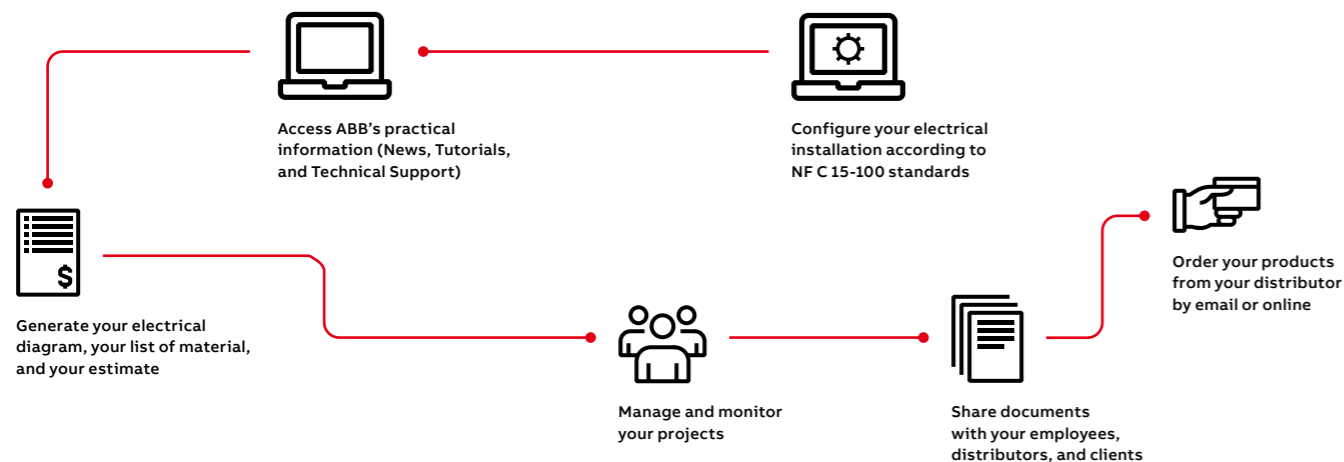 Access ABB’s practical
information (News, Tutorials,
and Technical Support)
Configure your electrical
installation according to
NF C 15-100 standards
Order your products
from your distributor
by email or online
$
Generate your electrical
diagram, your list of material,
and your estimate
Manage and monitor
your projects
Share documents
with your employees,
distributors, and clients